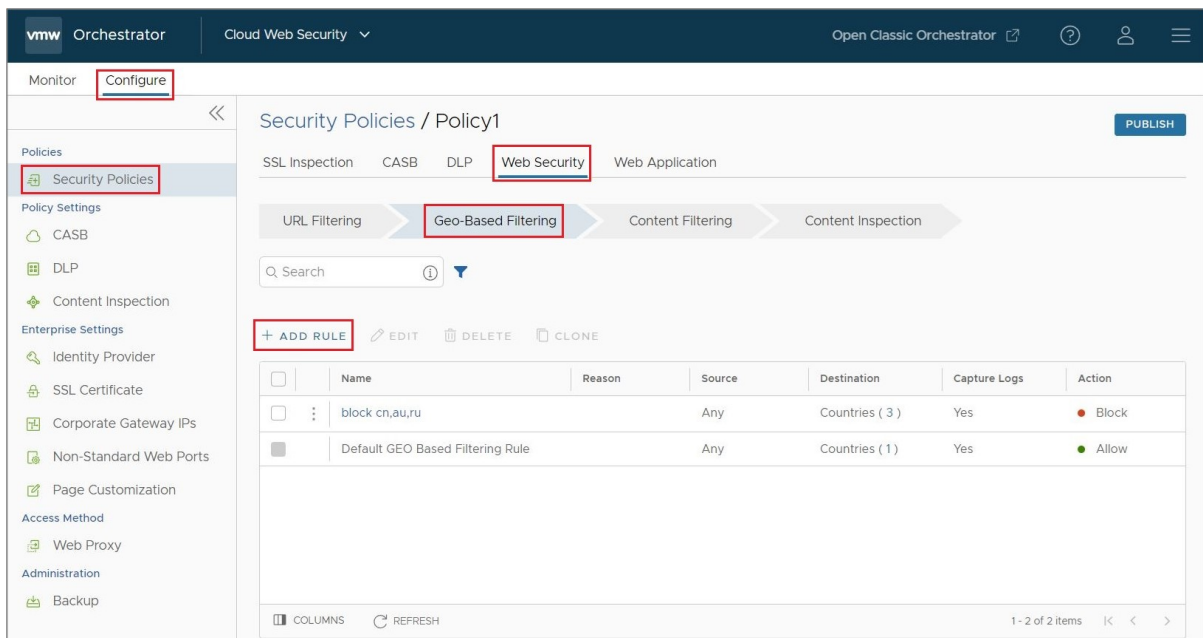 vmw Orchestrator Cloud Web Security Open Classic Orchestrator
Monitor Configure
Security Policies / Policy1 PUBLISH
SSL Inspection CASB DLP Web Security Web Application
URL Filtering Geo-Based Filtering Content Filtering Content Inspection
Search
+ ADD RULE EDIT DELETE CLONE
Policies
Security Policies
Policy Settings
CASB
DLP
Content Inspection
Enterprise Settings
Identity Provider
SSL Certificate
Corporate Gateway IPs
Non-Standard Web Ports
Page Customization
Access Method
Web Proxy
Administration
Backup
Name Reason Source Destination Capture Logs Action
block cn,au,ru Any Countries ( 3 ) Yes Block
Default GEO Based Filtering Rule Any Countries ( 1 ) Yes Allow
COLUMNS REFRESH 1 - 2 of 2 items